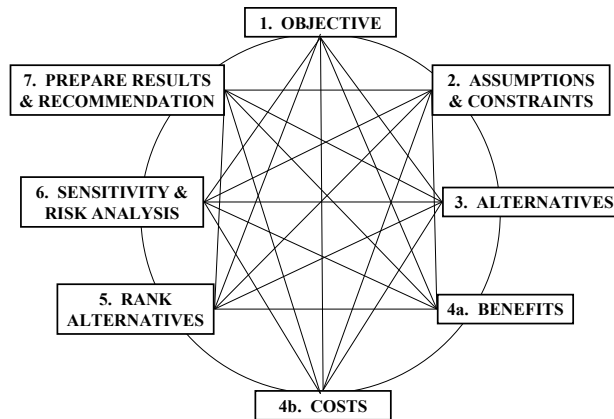 1. OBJECTIVE
7. PREPARE RESULTS
& RECOMMENDATION
2. ASSUMPTIONS
& CONSTRAINTS
6. SENSITIVITY &
RISK ANALYSIS
3. ALTERNATIVES
5. RANK
ALTERNATIVES
4a. BENEFITS
4b. COSTS